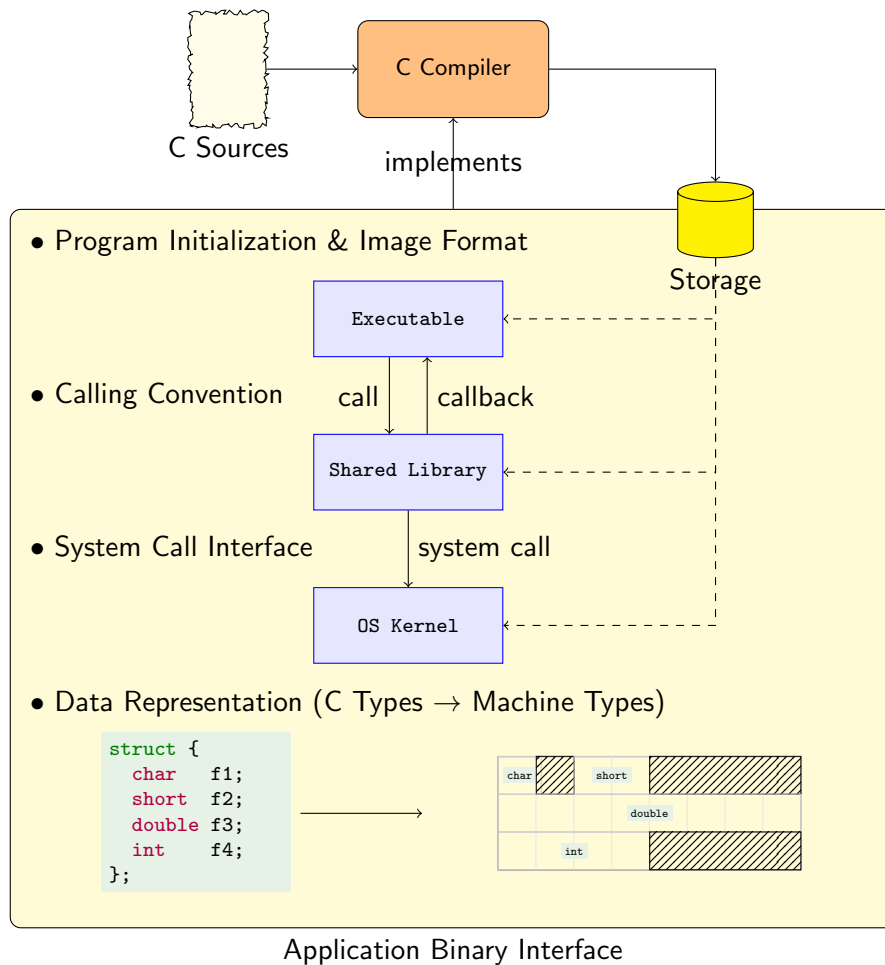 C Compiler
C Sources
implements
• Program Initialization & Image Format
Storage
Executable
• Calling Convention
call
callback
Shared Library
• System Call Interface
system call
OS Kernel
• Data Representation (C Types → Machine Types)
struct {
  char   f1;
  short  f2;
  double f3;
  int    f4;
};
char
short
double
int
Application Binary Interface